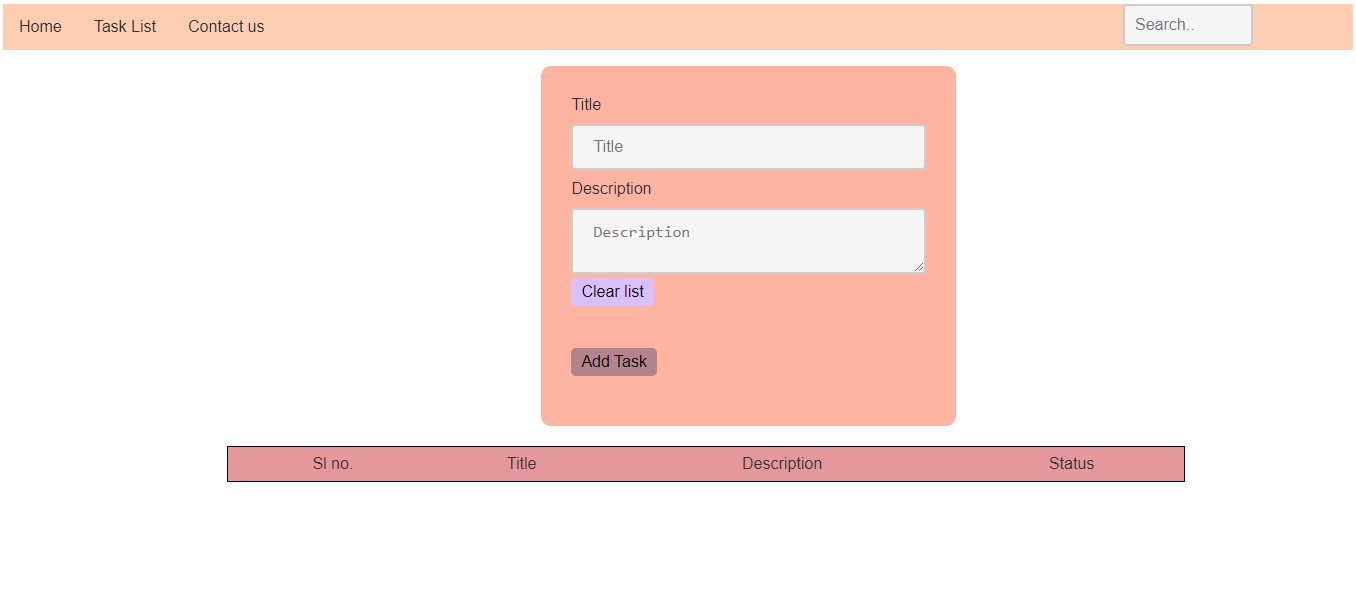 Home Task List Contact us Search..
Title
Title
Description
Description
Clear list
Add Task
Sl no. Title Description Status